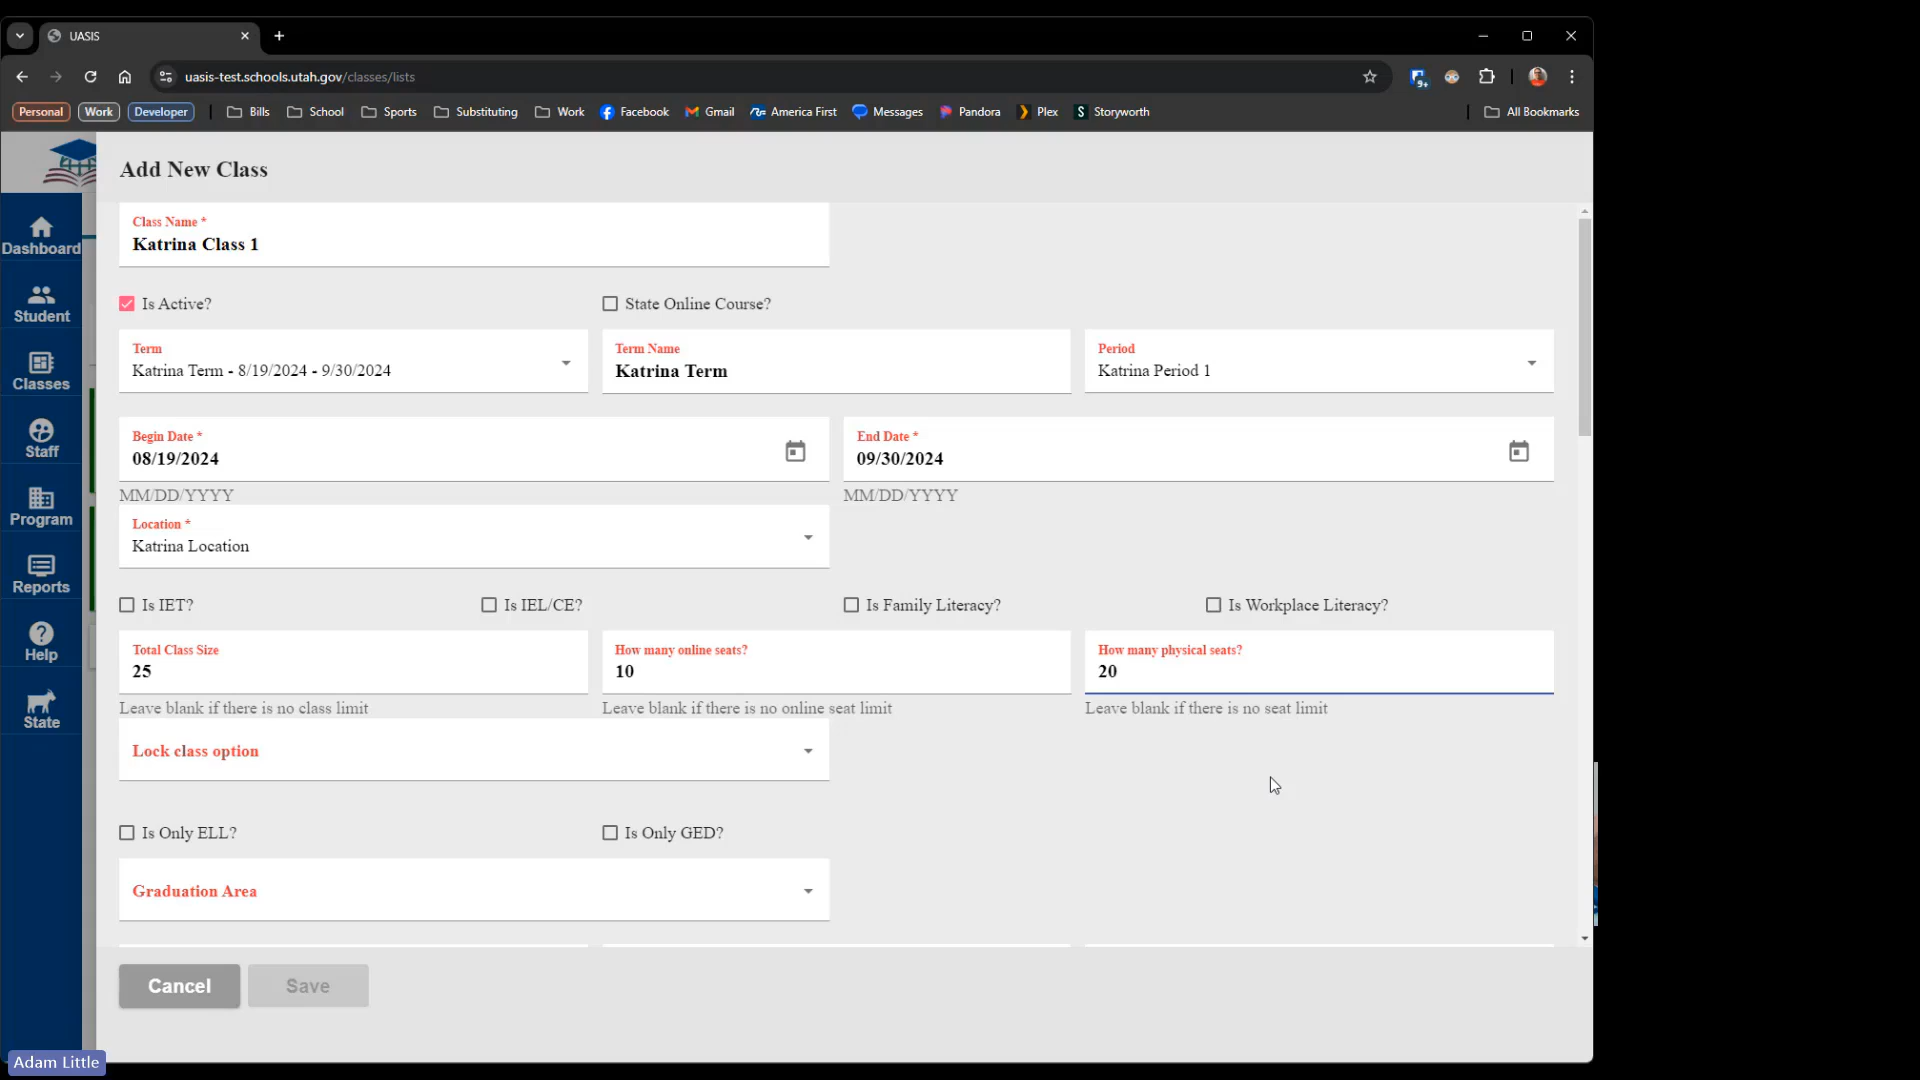 UASIS
uasis-test.schools.utah.gov/classes/lists
9+
Personal Work Developer Bills School Sports Substituting Work Facebook Gmail America First Messages Pandora Plex Storyworth All Bookmarks
Add New Class
Dashboard
Student
Classes
Staff
Program
Reports
Help
State
Class Name *
Katrina Class 1
Is Active? State Online Course?
Term Term Name Period
Katrina Term - 8/19/2024 - 9/30/2024 Katrina Term Katrina Period 1
Begin Date * End Date *
08/19/2024 09/30/2024
MM/DD/YYYY MM/DD/YYYY
Location *
Katrina Location
Is IET? Is IEL/CE? Is Family Literacy? Is Workplace Literacy?
Total Class Size How many online seats? How many physical seats?
25 10 20
Leave blank if there is no class limit Leave blank if there is no online seat limit Leave blank if there is no seat limit
Lock class option
Is Only ELL? Is Only GED?
Graduation Area
Cancel Save
Adam Little